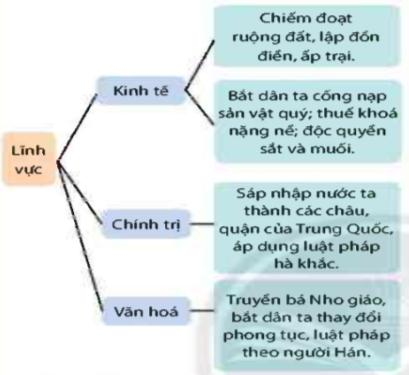 Lĩnh
vực
Kinh tế
Chiếm đoạt
ruộng đất, lập đồn
điền, ấp trại.
Bắt dân ta cống nạp
sản vật quý; thuế khoá
nặng nề; độc quyền
sắt và muối.
Chính trị
Sáp nhập nước ta
thành các châu,
quận của Trung Quốc,
áp dụng luật pháp
hà khắc.
Văn hoá
Truyền bá Nho giáo,
bắt dân ta thay đổi
phong tục, luật pháp
theo người Hán.